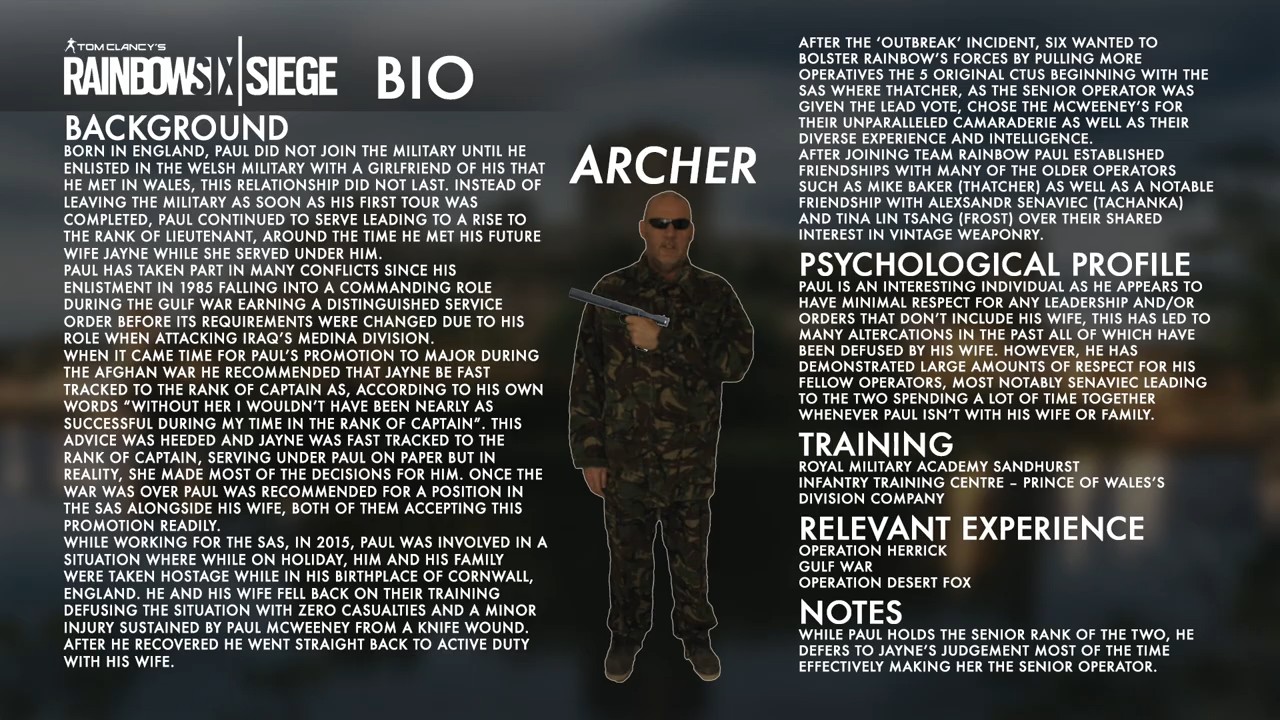 TOM CLANCY'S
RAINBOWSIX|SIEGE
BIO
BACKGROUND
BORN IN ENGLAND, PAUL DID NOT JOIN THE MILITARY UNTIL HE
ENLISTED IN THE WELSH MILITARY WITH A GIRLFRIEND OF HIS THAT
HE MET IN WALES, THIS RELATIONSHIP DID NOT LAST. INSTEAD OF
LEAVING THE MILITARY AS SOON AS HIS FIRST TOUR WAS
COMPLETED, PAUL CONTINUED TO SERVE LEADING TO A RISE TO
THE RANK OF LIEUTENANT, AROUND THE TIME HE MET HIS FUTURE
WIFE JAYNE WHILE SHE SERVED UNDER HIM.
PAUL HAS TAKEN PART IN MANY CONFLICTS SINCE HIS
ENLISTMENT IN 1985 FALLING INTO A COMMANDING ROLE
DURING THE GULF WAR EARNING A DISTINGUISHED SERVICE
ORDER BEFORE ITS REQUIREMENTS WERE CHANGED DUE TO HIS
ROLE WHEN ATTACKING IRAQ'S MEDINA DIVISION.
WHEN IT CAME TIME FOR PAUL'S PROMOTION TO MAJOR DURING
THE AFGHAN WAR HE RECOMMENDED THAT JAYNE BE FAST
TRACKED TO THE RANK OF CAPTAIN AS, ACCORDING TO HIS OWN
WORDS "WITHOUT HER I WOULDN'T HAVE BEEN NEARLY AS
SUCCESSFUL DURING MY TIME IN THE RANK OF CAPTAIN". THIS
ADVICE WAS HEEDED AND JAYNE WAS FAST TRACKED TO THE
RANK OF CAPTAIN, SERVING UNDER PAUL ON PAPER BUT IN
REALITY, SHE MADE MOST OF THE DECISIONS FOR HIM. ONCE THE
WAR WAS OVER PAUL WAS RECOMMENDED FOR A POSITION IN
THE SAS ALONGSIDE HIS WIFE, BOTH OF THEM ACCEPTING THIS
PROMOTION READILY.
WHILE WORKING FOR THE SAS, IN 2015, PAUL WAS INVOLVED IN A
SITUATION WHERE WHILE ON HOLIDAY, HIM AND HIS FAMILY
WERE TAKEN HOSTAGE WHILE IN HIS BIRTHPLACE OF CORNWALL,
ENGLAND. HE AND HIS WIFE FELL BACK ON THEIR TRAINING
DEFUSING THE SITUATION WITH ZERO CASUALTIES AND A MINOR
INJURY SUSTAINED BY PAUL MCWEENEY FROM A KNIFE WOUND.
AFTER HE RECOVERED HE WENT STRAIGHT BACK TO ACTIVE DUTY
WITH HIS WIFE.
ARCHER
AFTER THE 'OUTBREAK' INCIDENT, SIX WANTED TO
BOLSTER RAINBOW'S FORCES BY PULLING MORE
OPERATIVES THE 5 ORIGINAL CTUS BEGINNING WITH THE
SAS WHERE THATCHER, AS THE SENIOR OPERATOR WAS
GIVEN THE LEAD VOTE, CHOSE THE MCWEENEY'S FOR
THEIR UNPARALLELED CAMARADERIE AS WELL AS THEIR
DIVERSE EXPERIENCE AND INTELLIGENCE.
AFTER JOINING TEAM RAINBOW PAUL ESTABLISHED
FRIENDSHIPS WITH MANY OF THE OLDER OPERATORS
SUCH AS MIKE BAKER (THATCHER) AS WELL AS A NOTABLE
FRIENDSHIP WITH ALEXSANDR SENAVIEC (TACHANKA)
AND TINA LIN TSANG (FROST) OVER THEIR SHARED
INTEREST IN VINTAGE WEAPONRY.
PSYCHOLOGICAL PROFILE
PAUL IS AN INTERESTING INDIVIDUAL AS HE APPEARS TO
HAVE MINIMAL RESPECT FOR ANY LEADERSHIP AND/OR
ORDERS THAT DON'T INCLUDE HIS WIFE, THIS HAS LED TO
MANY ALTERCATIONS IN THE PAST ALL OF WHICH HAVE
BEEN DEFUSED BY HIS WIFE. HOWEVER, HE HAS
DEMONSTRATED LARGE AMOUNTS OF RESPECT FOR HIS
FELLOW OPERATORS, MOST NOTABLY SENAVIEC LEADING
TO THE TWO SPENDING A LOT OF TIME TOGETHER
WHENEVER PAUL ISN'T WITH HIS WIFE OR FAMILY.
TRAINING
ROYAL MILITARY ACADEMY SANDHURST
INFANTRY TRAINING CENTRE – PRINCE OF WALES'S
DIVISION COMPANY
RELEVANT EXPERIENCE
OPERATION HERRICK
GULF WAR
OPERATION DESERT FOX
NOTES
WHILE PAUL HOLDS THE SENIOR RANK OF THE TWO, HE
DEFERS TO JAYNE'S JUDGEMENT MOST OF THE TIME
EFFECTIVELY MAKING HER THE SENIOR OPERATOR.